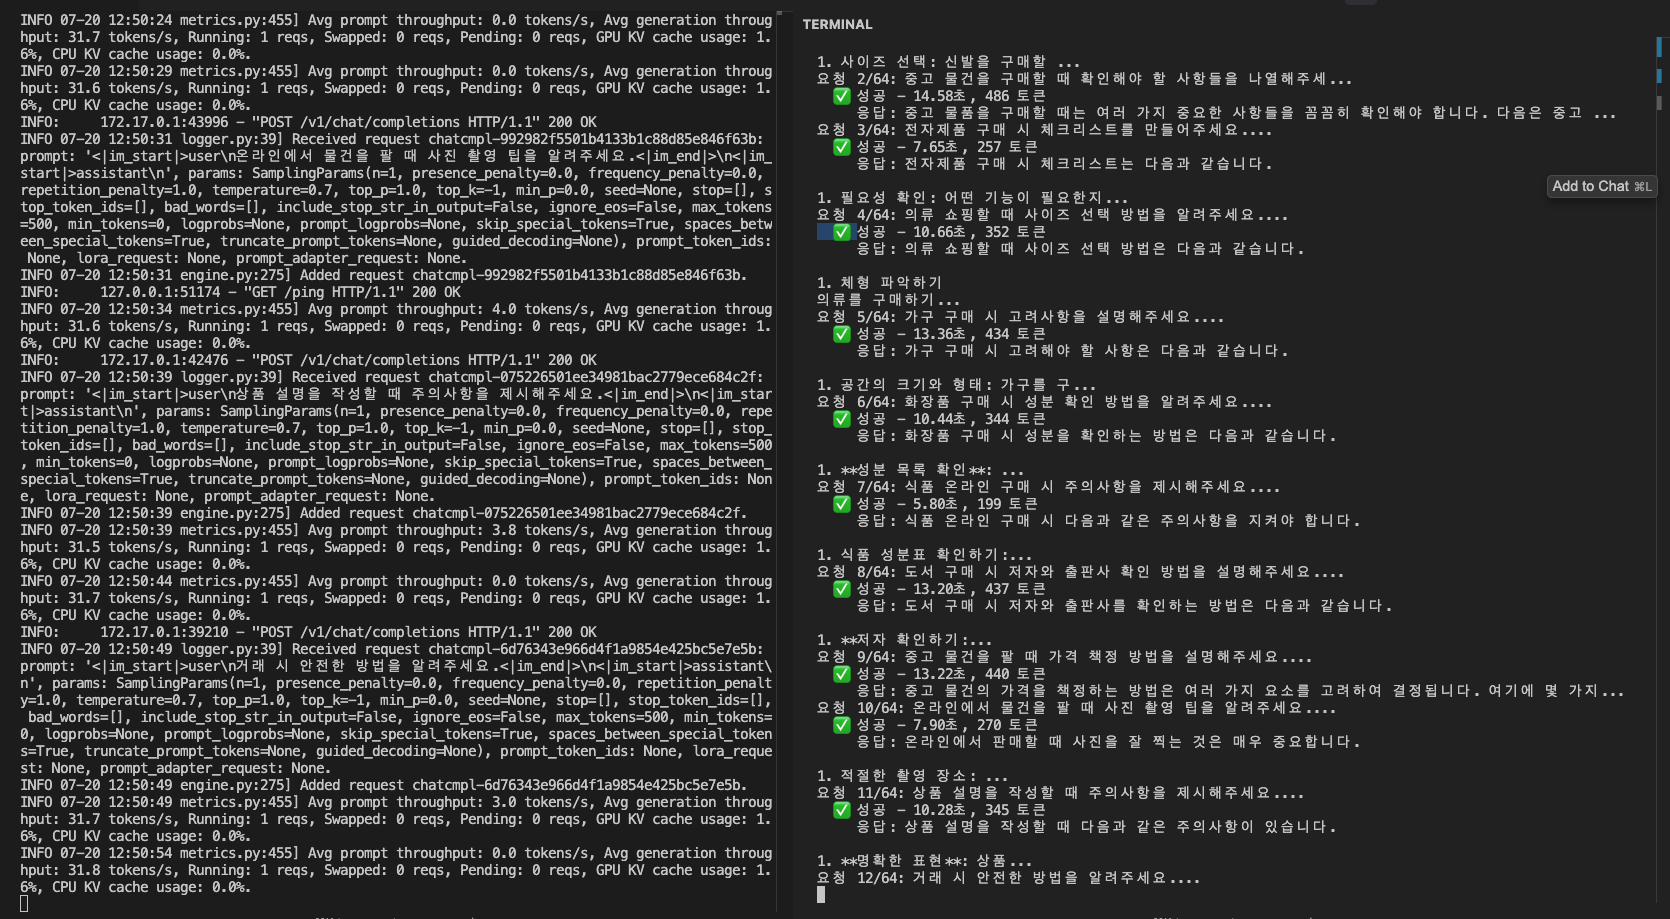 INFO 07-20 12:50:24 metrics.py:455] Avg prompt throughput: 0.0 tokens/s, Avg generation throug
hput: 31.7 tokens/s, Running: 1 reqs, Swapped: 0 reqs, Pending: 0 reqs, GPU KV cache usage: 1.
6%, CPU KV cache usage: 0.0%.
INFO 07-20 12:50:29 metrics.py:455] Avg prompt throughput: 0.0 tokens/s, Avg generation throug
hput: 31.6 tokens/s, Running: 1 reqs, Swapped: 0 reqs, Pending: 0 reqs, GPU KV cache usage: 1.
6%, CPU KV cache usage: 0.0%.
INFO:     172.17.0.1:43996 - "POST /v1/chat/completions HTTP/1.1" 200 OK
INFO 07-20 12:50:31 logger.py:39] Received request chatcmpl-992982f5501b4133b1c88d85e846f63b:
prompt: '<|im_start|>user\n온라인에서 물건을 팔 때 사진 촬영 팁을 알려주세요.<|im_end|>\n<|im_
start|>assistant\n', params: SamplingParams(n=1, presence_penalty=0.0, frequency_penalty=0.0,
repetition_penalty=1.0, temperature=0.7, top_p=1.0, top_k=-1, min_p=0.0, seed=None, stop=[], s
top_token_ids=[], bad_words=[], include_stop_str_in_output=False, ignore_eos=False, max_tokens
=500, min_tokens=0, logprobs=None, prompt_logprobs=None, skip_special_tokens=True, spaces_betw
een_special_tokens=True, truncate_prompt_tokens=None, guided_decoding=None), prompt_token_ids:
None, lora_request: None, prompt_adapter_request: None.
INFO 07-20 12:50:31 engine.py:275] Added request chatcmpl-992982f5501b4133b1c88d85e846f63b.
INFO:     127.0.0.1:51174 - "GET /ping HTTP/1.1" 200 OK
INFO 07-20 12:50:34 metrics.py:455] Avg prompt throughput: 4.0 tokens/s, Avg generation throug
hput: 31.6 tokens/s, Running: 1 reqs, Swapped: 0 reqs, Pending: 0 reqs, GPU KV cache usage: 1.
6%, CPU KV cache usage: 0.0%.
INFO:     172.17.0.1:42476 - "POST /v1/chat/completions HTTP/1.1" 200 OK
INFO 07-20 12:50:39 logger.py:39] Received request chatcmpl-075226501ee34981bac2779ece684c2f:
prompt: '<|im_start|>user\n상품 설명을 작성할 때 주의사항을 제시해주세요.<|im_end|>\n<|im_star
t|>assistant\n', params: SamplingParams(n=1, presence_penalty=0.0, frequency_penalty=0.0, repe
tition_penalty=1.0, temperature=0.7, top_p=1.0, top_k=-1, min_p=0.0, seed=None, stop=[], stop_
token_ids=[], bad_words=[], include_stop_str_in_output=False, ignore_eos=False, max_tokens=500
, min_tokens=0, logprobs=None, prompt_logprobs=None, skip_special_tokens=True, spaces_between_
special_tokens=True, truncate_prompt_tokens=None, guided_decoding=None), prompt_token_ids: Non
e, lora_request: None, prompt_adapter_request: None.
INFO 07-20 12:50:39 engine.py:275] Added request chatcmpl-075226501ee34981bac2779ece684c2f.
INFO 07-20 12:50:39 metrics.py:455] Avg prompt throughput: 3.8 tokens/s, Avg generation throug
hput: 31.5 tokens/s, Running: 1 reqs, Swapped: 0 reqs, Pending: 0 reqs, GPU KV cache usage: 1.
6%, CPU KV cache usage: 0.0%.
INFO 07-20 12:50:44 metrics.py:455] Avg prompt throughput: 0.0 tokens/s, Avg generation throug
hput: 31.7 tokens/s, Running: 1 reqs, Swapped: 0 reqs, Pending: 0 reqs, GPU KV cache usage: 1.
6%, CPU KV cache usage: 0.0%.
INFO:     172.17.0.1:39210 - "POST /v1/chat/completions HTTP/1.1" 200 OK
INFO 07-20 12:50:49 logger.py:39] Received request chatcmpl-6d76343e966d4f1a9854e425bc5e7e5b:
prompt: '<|im_start|>user\n거래 시 안전한 방법을 알려주세요.<|im_end|>\n<|im_start|>assistant\
n', params: SamplingParams(n=1, presence_penalty=0.0, frequency_penalty=0.0, repetition_penalt
y=1.0, temperature=0.7, top_p=1.0, top_k=-1, min_p=0.0, seed=None, stop=[], stop_token_ids=[],
bad_words=[], include_stop_str_in_output=False, ignore_eos=False, max_tokens=500, min_tokens=
0, logprobs=None, prompt_logprobs=None, skip_special_tokens=True, spaces_between_special_token
s=True, truncate_prompt_tokens=None, guided_decoding=None), prompt_token_ids: None, lora_reque
st: None, prompt_adapter_request: None.
INFO 07-20 12:50:49 engine.py:275] Added request chatcmpl-6d76343e966d4f1a9854e425bc5e7e5b.
INFO 07-20 12:50:49 metrics.py:455] Avg prompt throughput: 3.0 tokens/s, Avg generation throug
hput: 31.7 tokens/s, Running: 1 reqs, Swapped: 0 reqs, Pending: 0 reqs, GPU KV cache usage: 1.
6%, CPU KV cache usage: 0.0%.
INFO 07-20 12:50:54 metrics.py:455] Avg prompt throughput: 0.0 tokens/s, Avg generation throug
hput: 31.8 tokens/s, Running: 1 reqs, Swapped: 0 reqs, Pending: 0 reqs, GPU KV cache usage: 1.
6%, CPU KV cache usage: 0.0%.
TERMINAL
1. 사이즈 선택: 신발을 구매할 ...
요청 2/64: 중고 물건을 구매할 때 확인해야 할 사항들을 나열해주세...
✅ 성공 - 14.58초, 486 토큰
응답: 중고 물품을 구매할 때는 여러 가지 중요한 사항들을 꼼꼼히 확인해야 합니다. 다음은 중고 ...
요청 3/64: 전자제품 구매 시 체크리스트를 만들어주세요....
✅ 성공 - 7.65초, 257 토큰
응답: 전자제품 구매 시 체크리스트는 다음과 같습니다.
Add to Chat ⌘L
1. 필요성 확인: 어떤 기능이 필요한지...
요청 4/64: 의류 쇼핑할 때 사이즈 선택 방법을 알려주세요....
✅ 성공 - 10.66초, 352 토큰
응답: 의류 쇼핑할 때 사이즈 선택 방법은 다음과 같습니다.
1. 체형 파악하기
의류를 구매하기...
요청 5/64: 가구 구매 시 고려사항을 설명해주세요....
✅ 성공 - 13.36초, 434 토큰
응답: 가구 구매 시 고려해야 할 사항은 다음과 같습니다.
1. 공간의 크기와 형태: 가구를 구...
요청 6/64: 화장품 구매 시 성분 확인 방법을 알려주세요....
✅ 성공 - 10.44초, 344 토큰
응답: 화장품 구매 시 성분을 확인하는 방법은 다음과 같습니다.
1. **성분 목록 확인**: ...
요청 7/64: 식품 온라인 구매 시 주의사항을 제시해주세요....
✅ 성공 - 5.80초, 199 토큰
응답: 식품 온라인 구매 시 다음과 같은 주의사항을 지켜야 합니다.
1. 식품 성분표 확인하기:...
요청 8/64: 도서 구매 시 저자와 출판사 확인 방법을 설명해주세요....
✅ 성공 - 13.20초, 437 토큰
응답: 도서 구매 시 저자와 출판사를 확인하는 방법은 다음과 같습니다.
1. **저자 확인하기:...
요청 9/64: 중고 물건을 팔 때 가격 책정 방법을 설명해주세요....
✅ 성공 - 13.22초, 440 토큰
응답: 중고 물건의 가격을 책정하는 방법은 여러 가지 요소를 고려하여 결정됩니다. 여기에 몇 가지...
요청 10/64: 온라인에서 물건을 팔 때 사진 촬영 팁을 알려주세요....
✅ 성공 - 7.90초, 270 토큰
응답: 온라인에서 판매할 때 사진을 잘 찍는 것은 매우 중요합니다.
1. 적절한 촬영 장소: ...
요청 11/64: 상품 설명을 작성할 때 주의사항을 제시해주세요....
✅ 성공 - 10.28초, 345 토큰
응답: 상품 설명을 작성할 때 다음과 같은 주의사항이 있습니다.
1. **명확한 표현**: 상품...
요청 12/64: 거래 시 안전한 방법을 알려주세요....